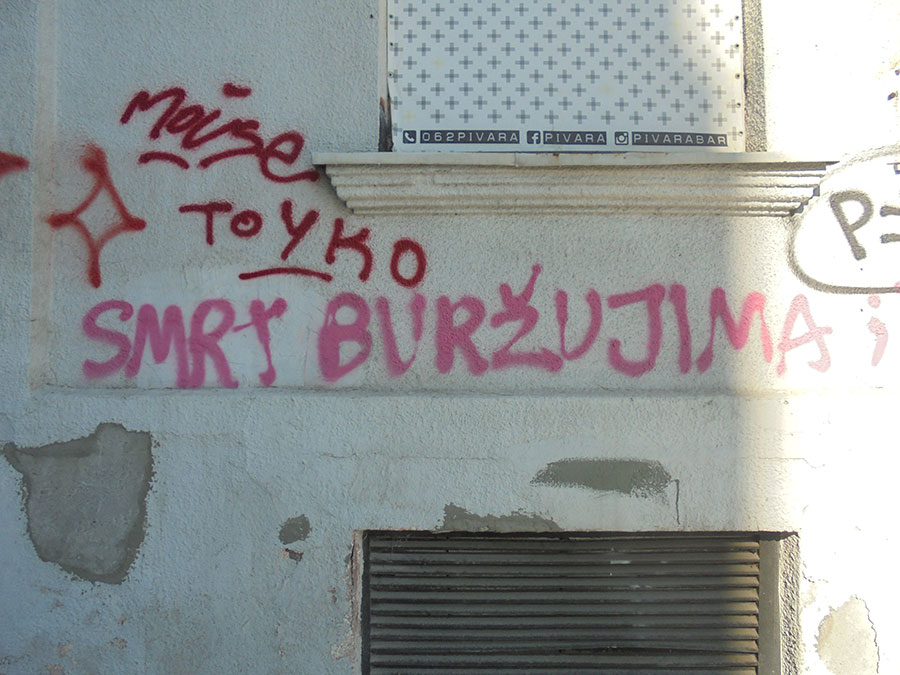 062PIVARA PIVARA PIVARABAR
Moise
TOYKO
SMRT BURŽUJIMA i